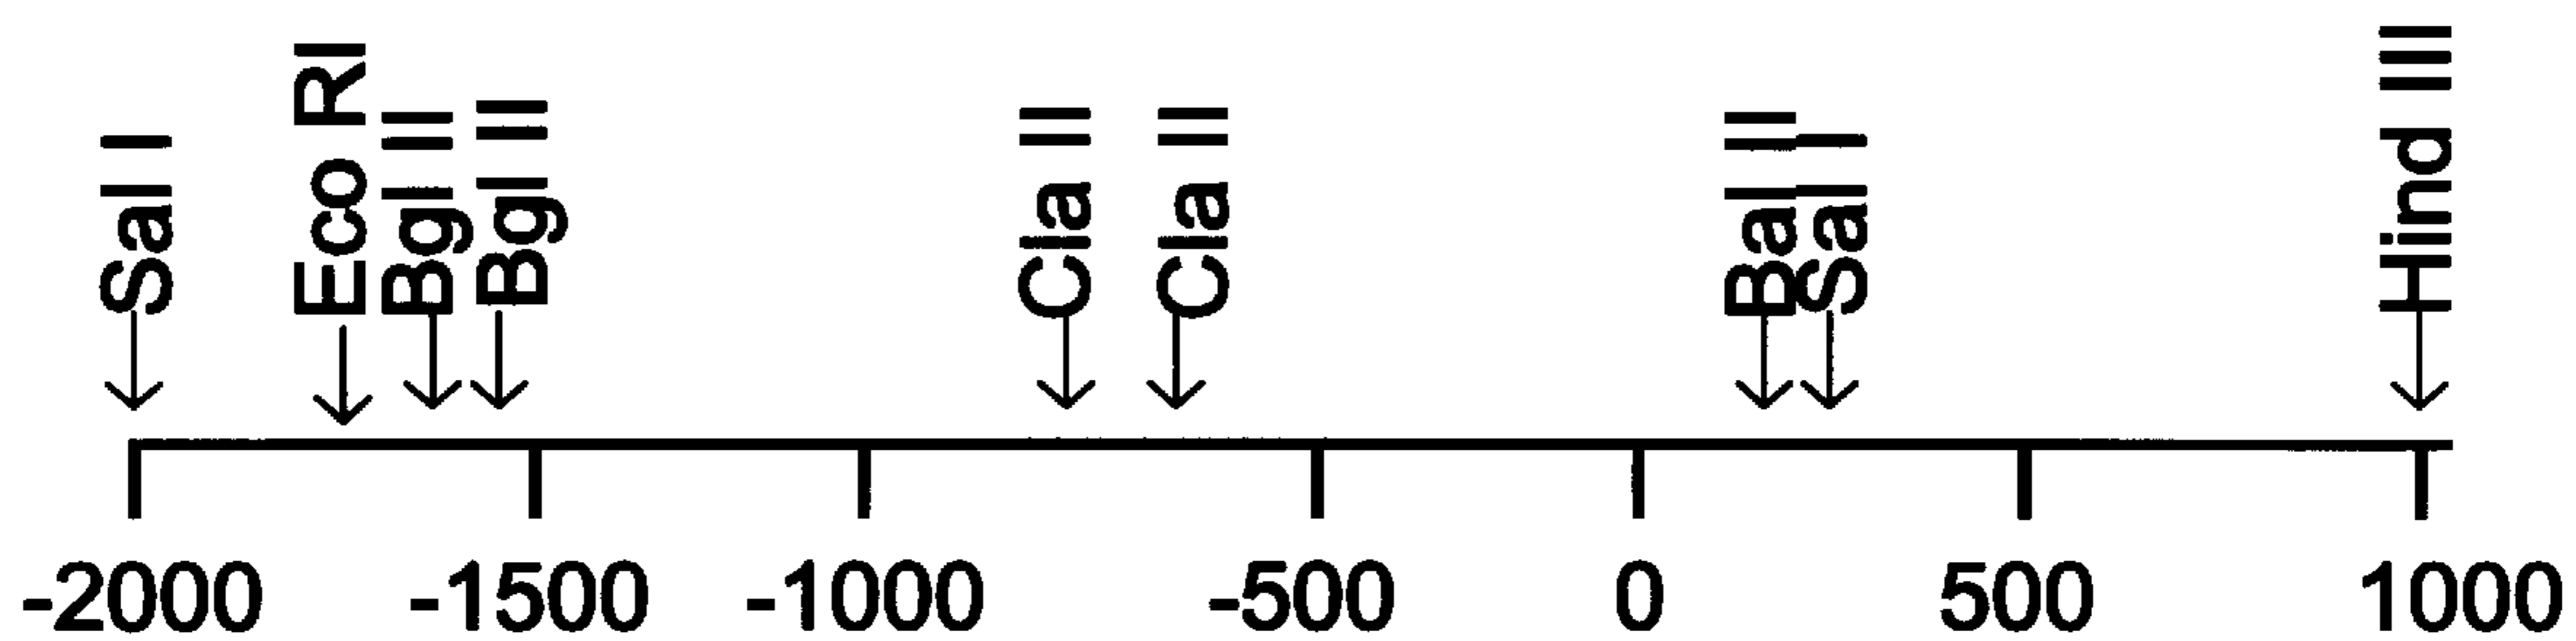 Sal I
Eco RI
Bgl II
Bgl II
Cla II
Cla II
Bal II
Sal I
Hind III
-2000 -1500 -1000 -500 0 500 1000